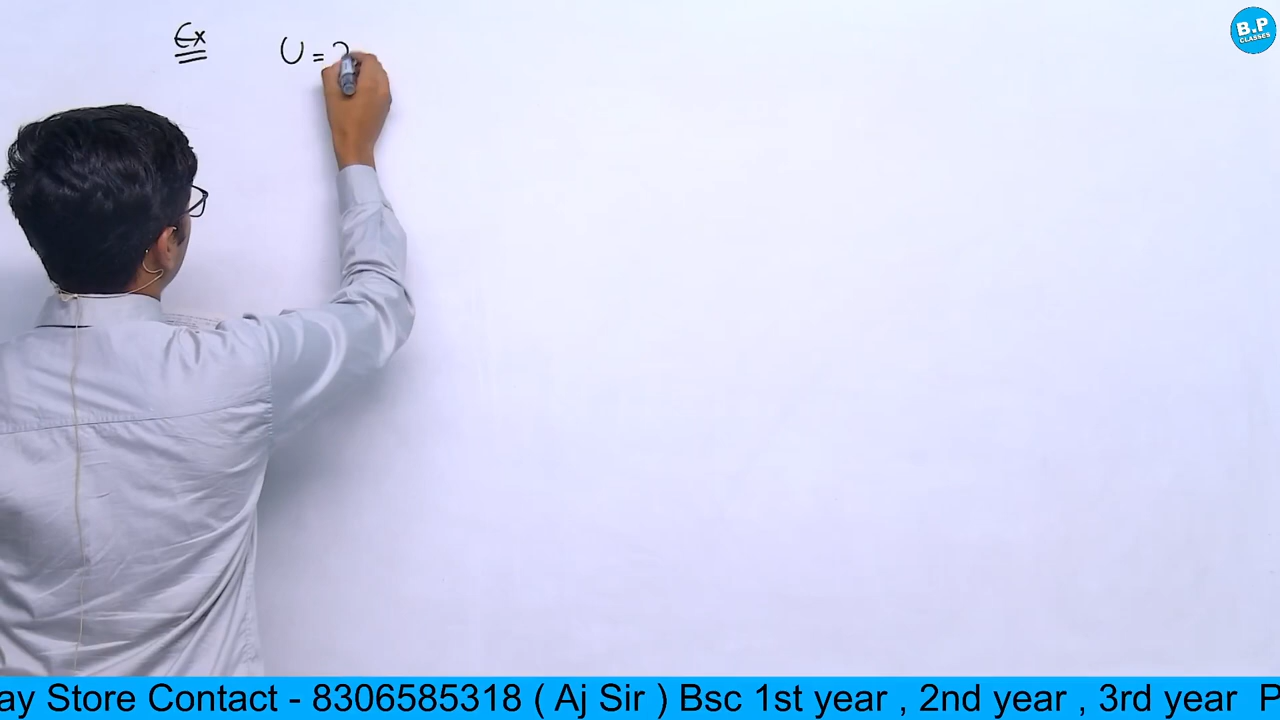 Ex U =
B.P
CLASSES
ay Store Contact - 8306585318 ( Aj Sir ) Bsc 1st year , 2nd year , 3rd year P